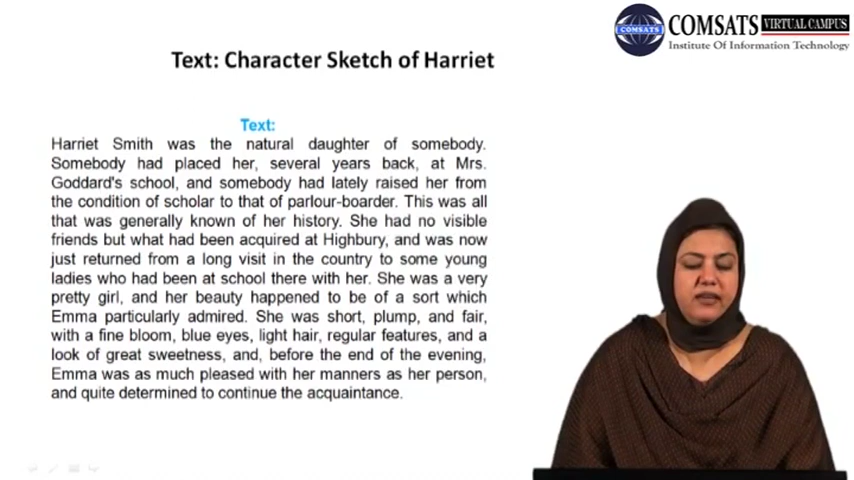 COMSATS VIRTUAL CAMPUS
Institute Of Information Technology
COMSATS
Text: Character Sketch of Harriet
Text:
Harriet Smith was the natural daughter of somebody.
Somebody had placed her, several years back, at Mrs.
Goddard's school, and somebody had lately raised her from
the condition of scholar to that of parlour-boarder. This was all
that was generally known of her history. She had no visible
friends but what had been acquired at Highbury, and was now
just returned from a long visit in the country to some young
ladies who had been at school there with her. She was a very
pretty girl, and her beauty happened to be of a sort which
Emma particularly admired. She was short, plump, and fair,
with a fine bloom, blue eyes, light hair, regular features, and a
look of great sweetness, and, before the end of the evening,
Emma was as much pleased with her manners as her person,
and quite determined to continue the acquaintance.